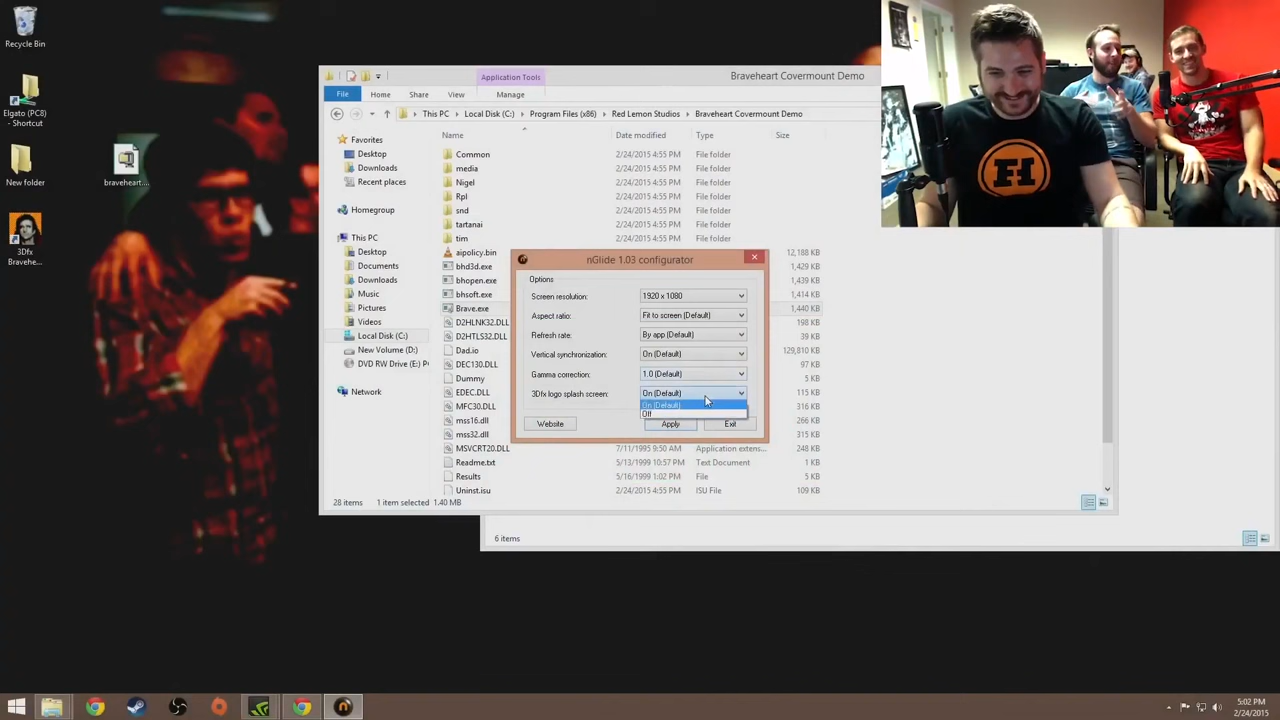 Recycle Bin
Elgato (PC8)
- Shortcut
New folder
braveheart....
3Dfx
Bravehe...
Application Tools
Braveheart Covermount Demo
File
Home
Share
View
Manage
This PC
Local Disk (C:)
Program Files (x86)
Red Lemon Studios
Braveheart Covermount Demo
Name
Date modified
Type
Size
Favorites
Desktop
Downloads
Recent places
Homegroup
This PC
Desktop
Documents
Downloads
Music
Pictures
Videos
Local Disk (C:)
New Volume (D:)
DVD RW Drive (E:) P
Network
Common 2/24/2015 4:55 PM File folder
media 2/24/2015 4:55 PM File folder
Nigel 2/24/2015 4:55 PM File folder
Rpl 2/24/2015 4:55 PM File folder
snd 2/24/2015 4:55 PM File folder
tartanai 2/24/2015 4:55 PM File folder
tim 2/24/2015 4:55 PM File folder
aipolicy.bin 12,188 KB
bhd3d.exe 1,429 KB
bhopen.exe 1,439 KB
bhsoft.exe 1,414 KB
Brave.exe 1,440 KB
D2HLNK32.DLL 198 KB
D2HTLS32.DLL 39 KB
Dad.io 129,810 KB
DEC130.DLL 97 KB
Dummy 5 KB
EDEC.DLL 115 KB
MFC30.DLL 316 KB
mss16.dll 266 KB
mss32.dll 315 KB
MSVCRT20.DLL 7/11/1995 9:50 AM Application extens... 248 KB
Readme.txt 5/13/1999 10:57 PM Text Document 1 KB
Results 5/16/1999 1:02 PM File 5 KB
Uninst.isu 2/24/2015 4:55 PM ISU File 109 KB
28 items
1 item selected 1.40 MB
6 items
nGlide 1.03 configurator
Options
Screen resolution: 1920 x 1080
Aspect ratio: Fit to screen (Default)
Refresh rate: By app (Default)
Vertical synchronization: On (Default)
Gamma correction: 1.0 (Default)
3Dfx logo splash screen: On (Default)
On (Default)
Off
Website
Apply
Exit
5:02 PM
2/24/2015